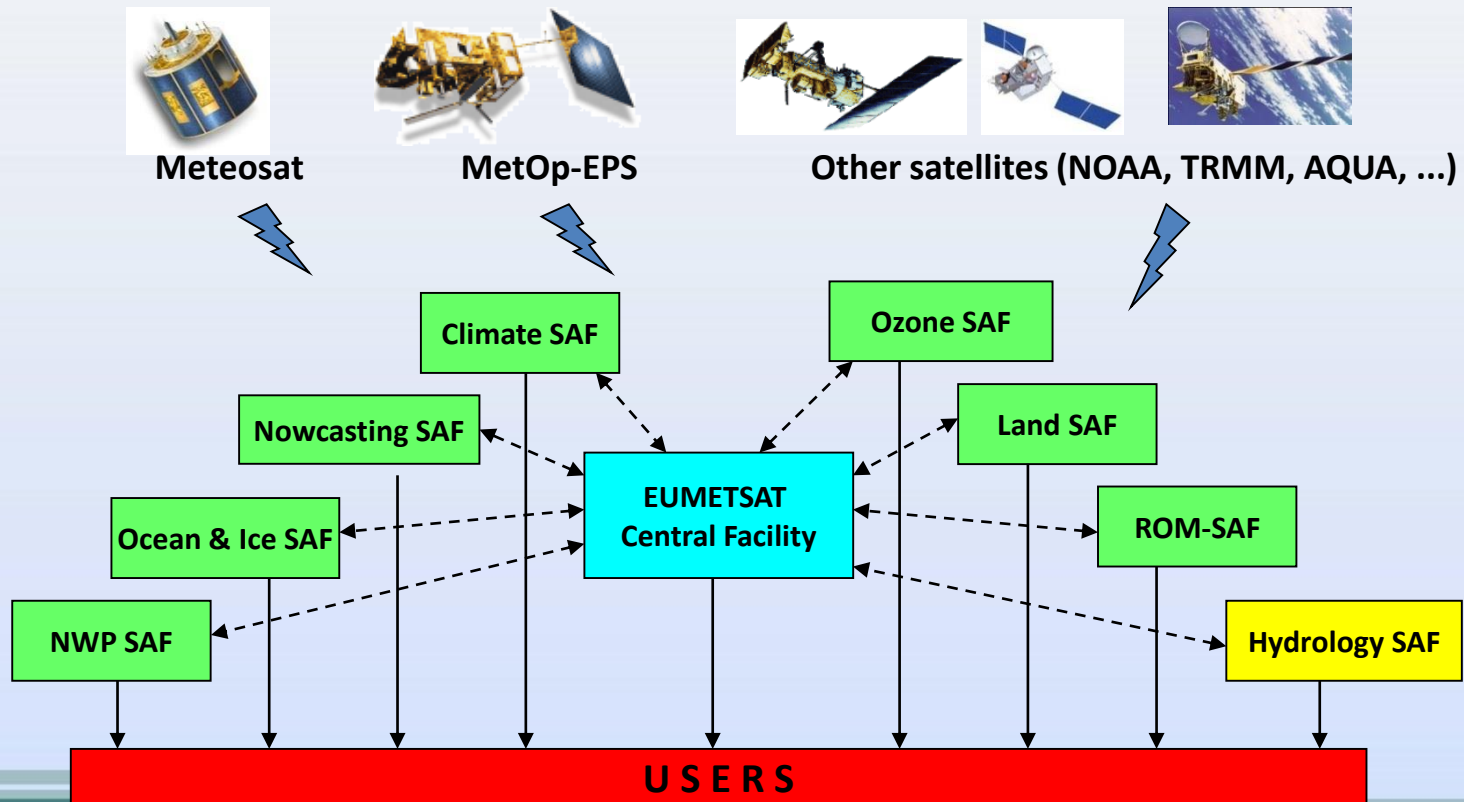 Meteosat
MetOp-EPS
Other satellites (NOAA, TRMM, AQUA, ...)
Climate SAF
Ozone SAF
Nowcasting SAF
Land SAF
EUMETSAT
Central Facility
Ocean & Ice SAF
ROM-SAF
NWP SAF
Hydrology SAF
U S E R S